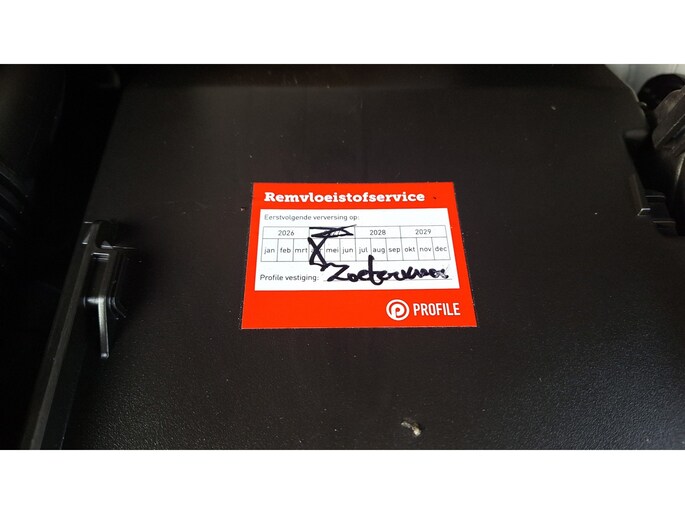 Remvloeistofservice
Eerstvolgende verversing op:
2026 2028 2029
jan feb mrt mei jun jul aug sep okt nov dec
Profile vestiging: Zoeterwoude
PROFILE